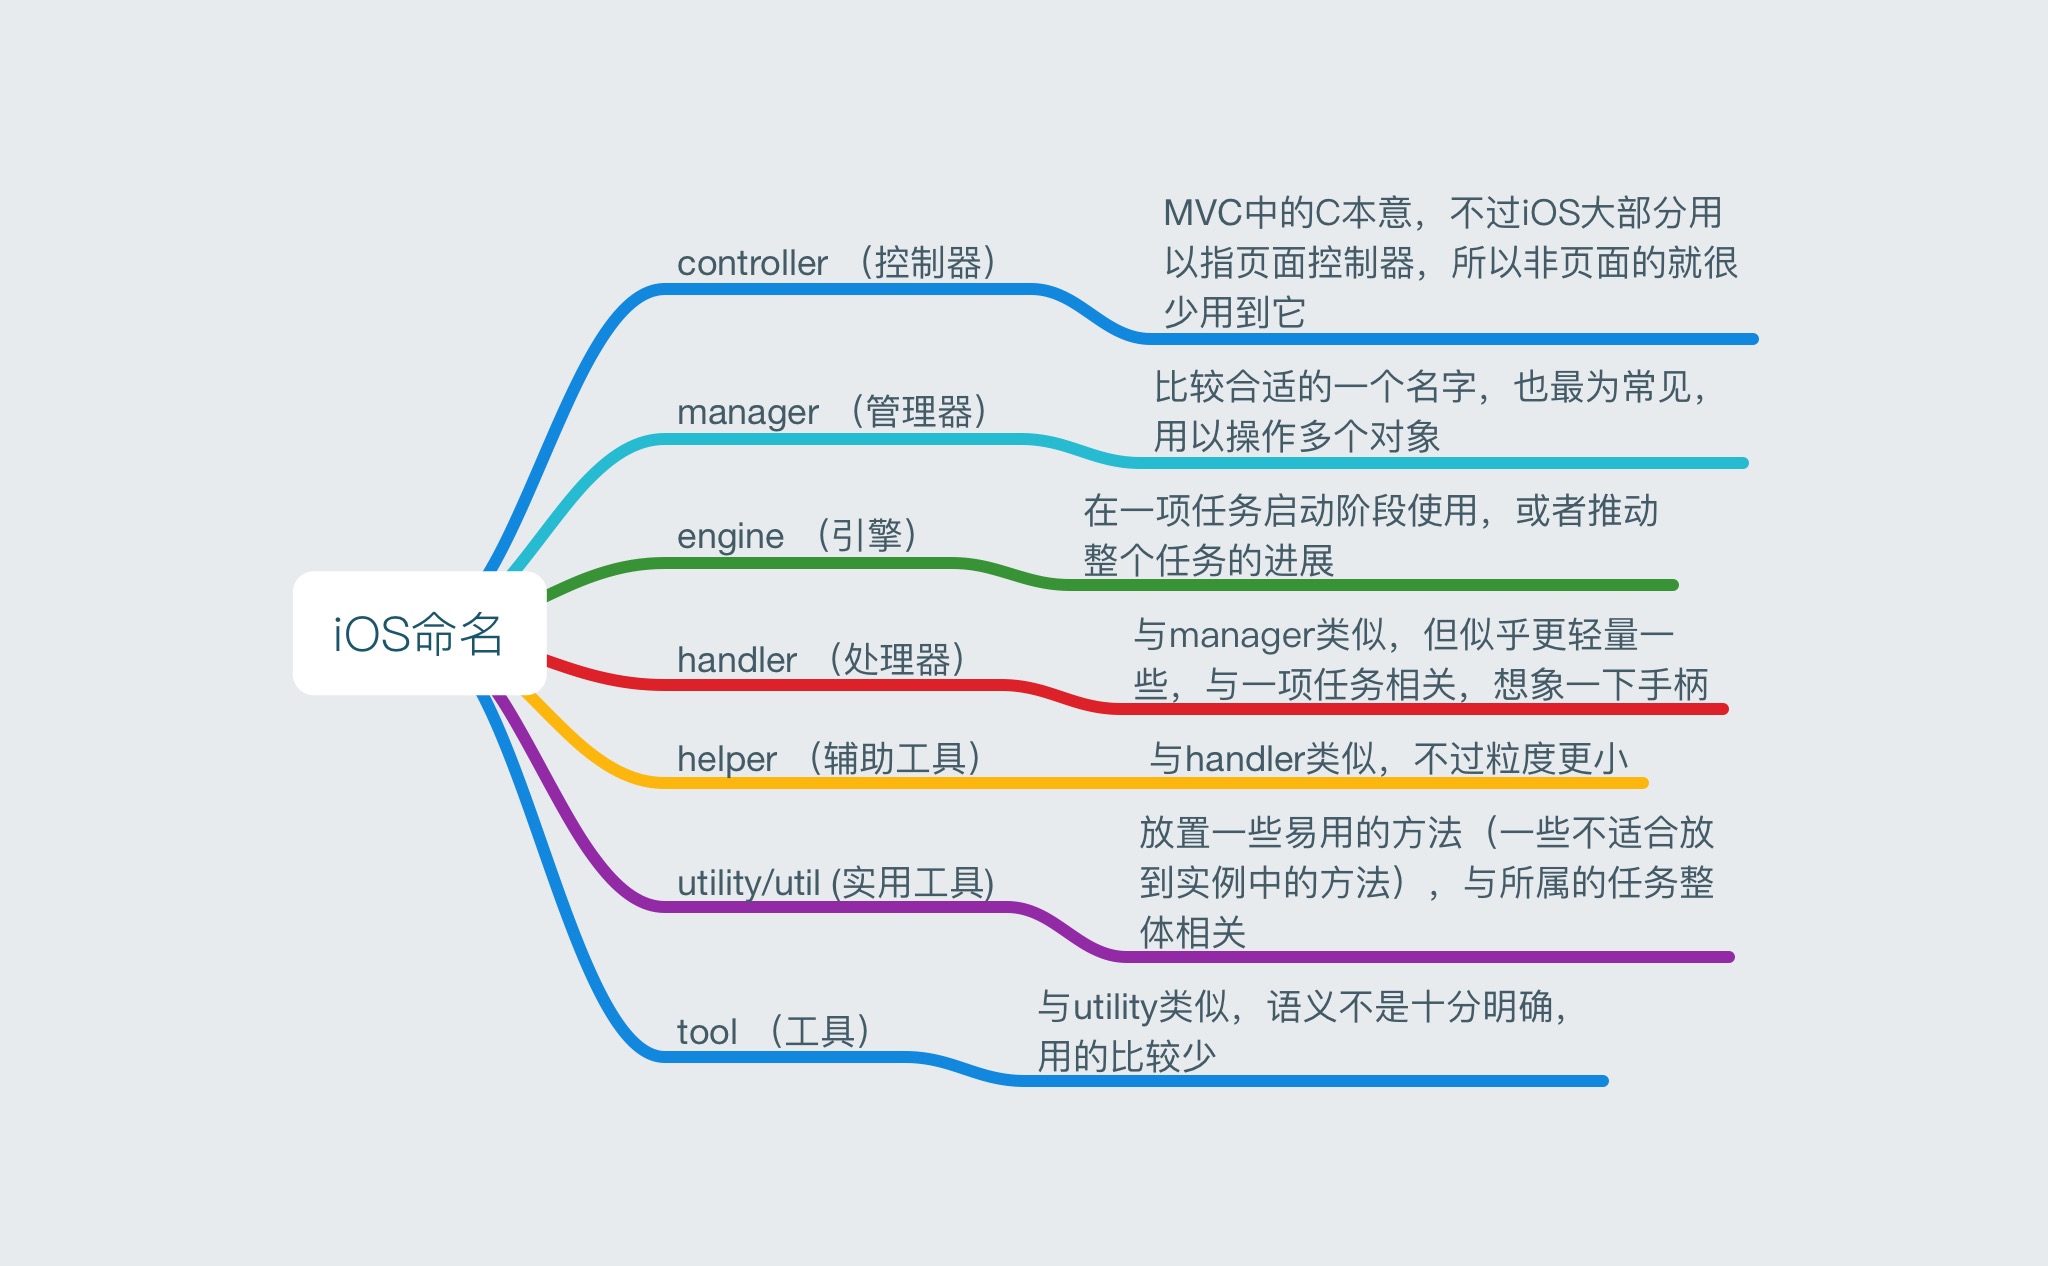 iOS命名
controller （控制器）
MVC中的C本意，不过iOS大部分用
以指页面控制器，所以非页面的就很
少用到它
manager （管理器）
比较合适的一个名字，也最为常见，
用以操作多个对象
engine （引擎）
在一项任务启动阶段使用，或者推动
整个任务的进展
handler （处理器）
与manager类似，但似乎更轻量一
些，与一项任务相关，想象一下手柄
helper （辅助工具）
与handler类似，不过粒度更小
utility/util (实用工具)
放置一些易用的方法（一些不适合放
到实例中的方法），与所属的任务整
体相关
tool （工具）
与utility类似，语义不是十分明确，
用的比较少